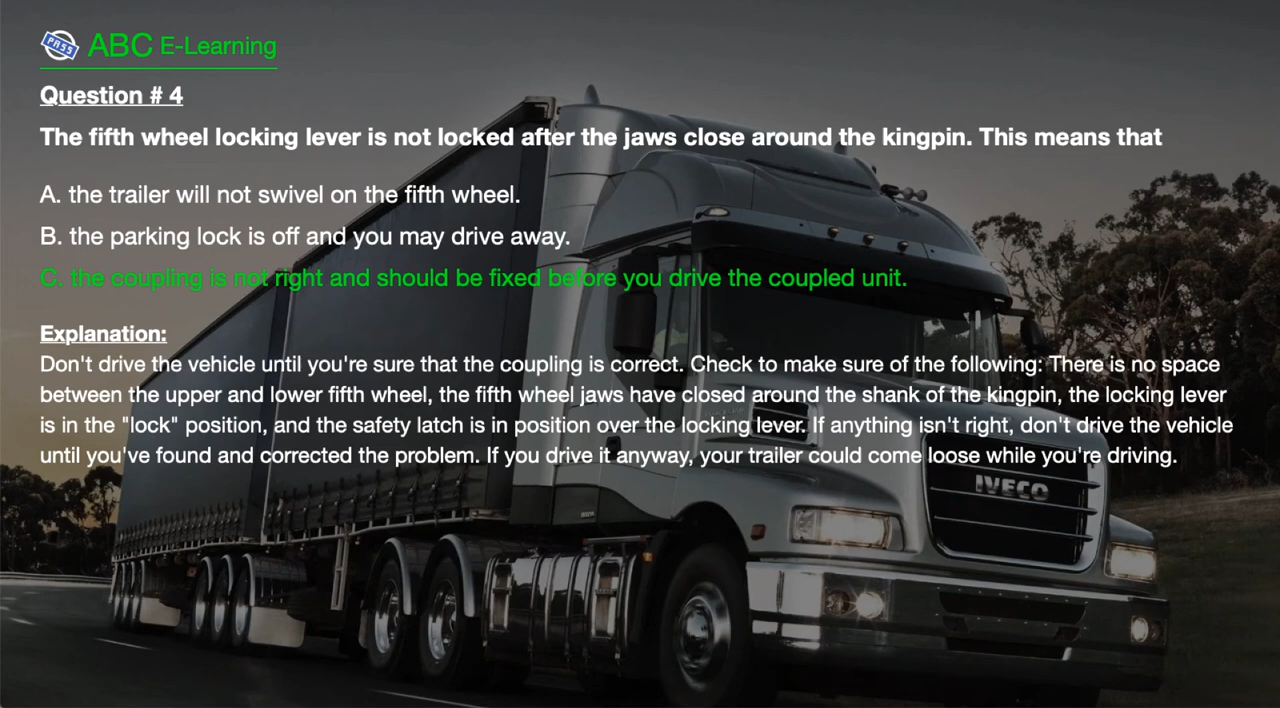 PASS ABC E-Learning
Question # 4
The fifth wheel locking lever is not locked after the jaws close around the kingpin. This means that
A. the trailer will not swivel on the fifth wheel.
B. the parking lock is off and you may drive away.
C. the coupling is not right and should be fixed before you drive the coupled unit.
Explanation:
Don't drive the vehicle until you're sure that the coupling is correct. Check to make sure of the following: There is no space
between the upper and lower fifth wheel, the fifth wheel jaws have closed around the shank of the kingpin, the locking lever
is in the "lock" position, and the safety latch is in position over the locking lever. If anything isn't right, don't drive the vehicle
until you've found and corrected the problem. If you drive it anyway, your trailer could come loose while you're driving.
IVECO